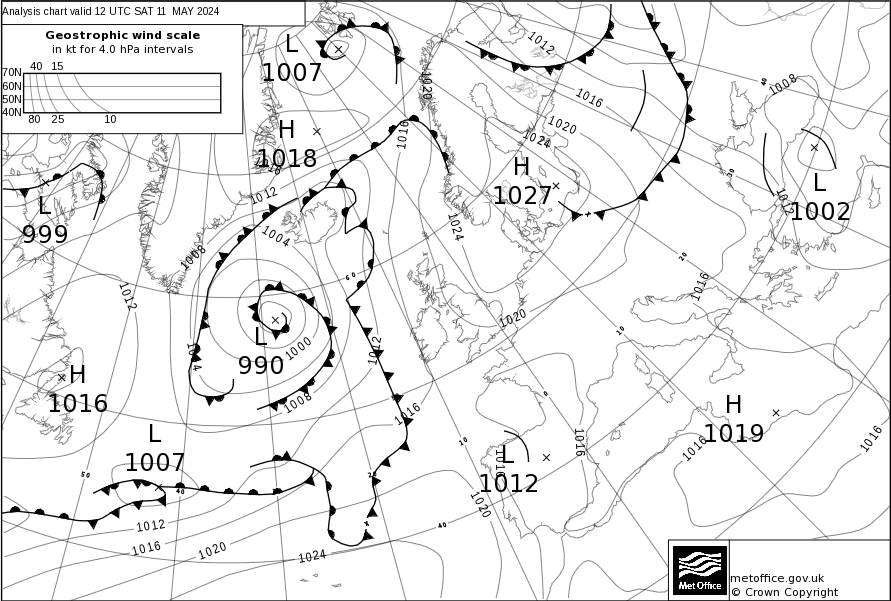 Analysis chart valid 12 UTC SAT 11 MAY 2024
Geostrophic wind scale
in kt for 4.0 hPa intervals
40 15
70N
60N
50N
40N
80 25 10
L
1007
1012
1008
40
1016
1020
1020
1016
1024
H
1018
H
1027
30
L
1002
1012
1012
L
999
1004
1024
1008
20
60
1016
1012
1020
10
L
990
1000
1012
H
1016
1008
0
1016
H
1019
L
1007
10
1016
1016
1016
1016
L
1012
50
40
20
1020
1012
40
1016
1020
1024
Met Office
metoffice.gov.uk
© Crown Copyright